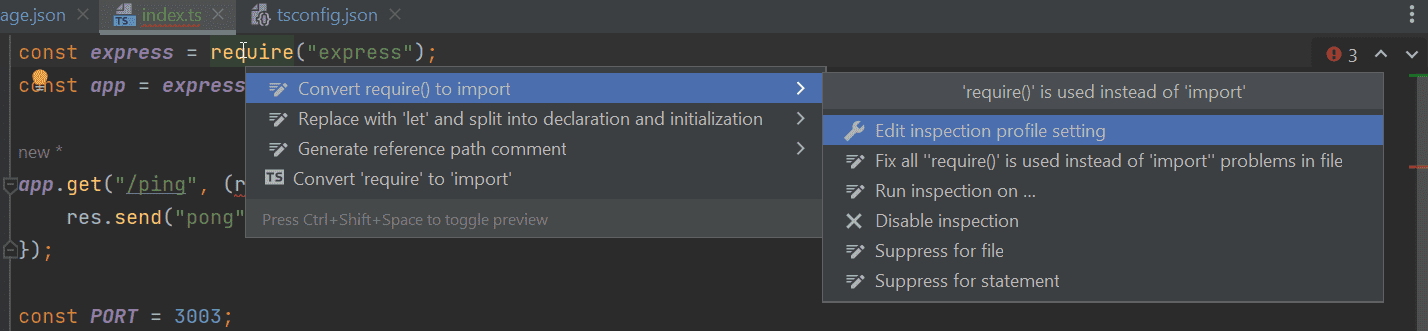 age.json
TS index.ts
tsconfig.json
const express = require("express");
3
const app = express
new *
app.get("/ping", (r
res.send("pong"
});
const PORT = 3003;
Convert require() to import
Replace with 'let' and split into declaration and initialization
Generate reference path comment
TS Convert 'require' to 'import'
Press Ctrl+Shift+Space to toggle preview
'require()' is used instead of 'import'
Edit inspection profile setting
Fix all "require()' is used instead of 'import" problems in file
Run inspection on ...
Disable inspection
Suppress for file
Suppress for statement